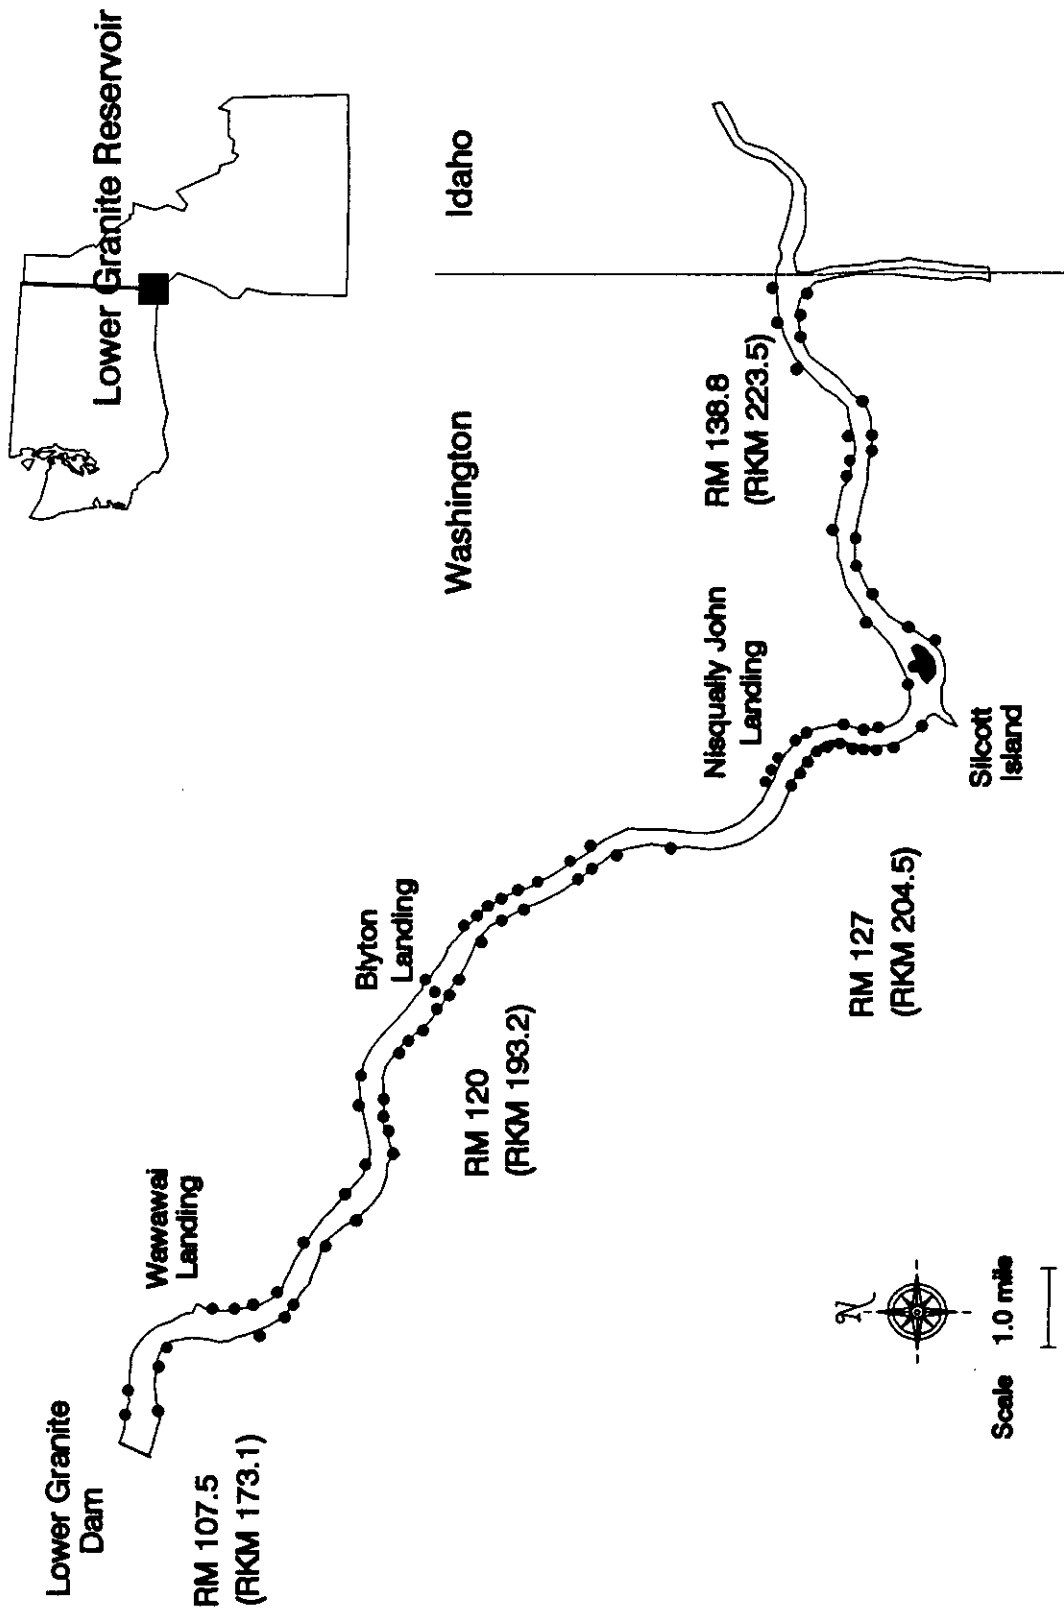 Lower Granite Reservoir
Washington
Idaho
Lower Granite
Dam
RM 107.5
(RKM 173.1)
Wawawai
Landing
Blyton
Landing
RM 120
(RKM 193.2)
Nisqually John
Landing
RM 127
(RKM 204.5)
Silcott
Island
RM 138.8
(RKM 223.5)
N
Scale 1.0 mile